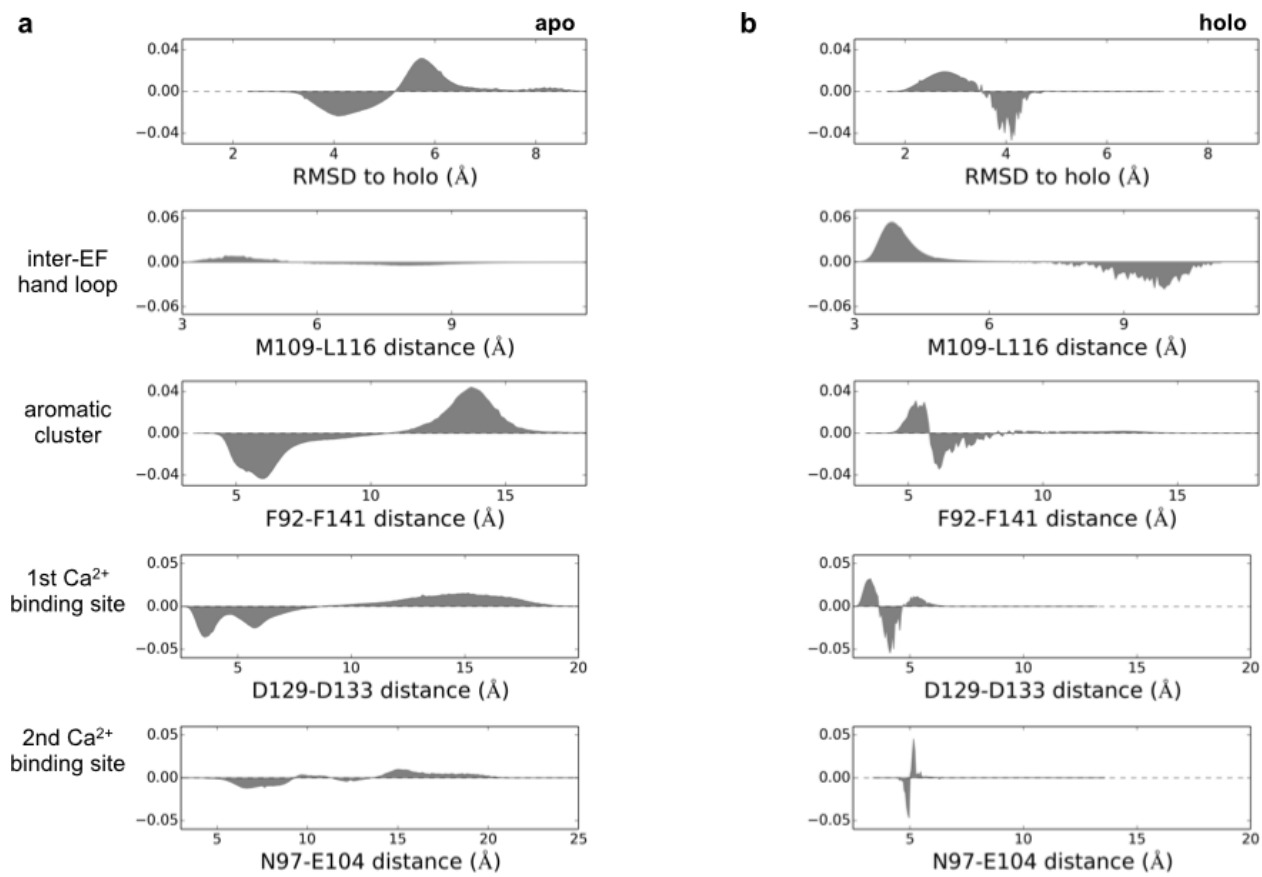 a
apo
0.04
0.00
−0.04
2 4 6 8
RMSD to holo (Å)
inter-EF
hand loop
0.06
0.00
−0.06
3 6 9
M109-L116 distance (Å)
aromatic
cluster
0.04
0.00
−0.04
5 10 15
F92-F141 distance (Å)
1st Ca²⁺
binding site
0.05
0.00
−0.05
5 10 15 20
D129-D133 distance (Å)
2nd Ca²⁺
binding site
0.05
0.00
−0.05
5 10 15 20 25
N97-E104 distance (Å)
b
holo
0.04
0.00
−0.04
2 4 6 8
RMSD to holo (Å)
0.06
0.00
−0.06
3 6 9
M109-L116 distance (Å)
0.04
0.00
−0.04
5 10 15
F92-F141 distance (Å)
0.05
0.00
−0.05
5 10 15 20
D129-D133 distance (Å)
0.05
0.00
−0.05
5 10 15 20
N97-E104 distance (Å)